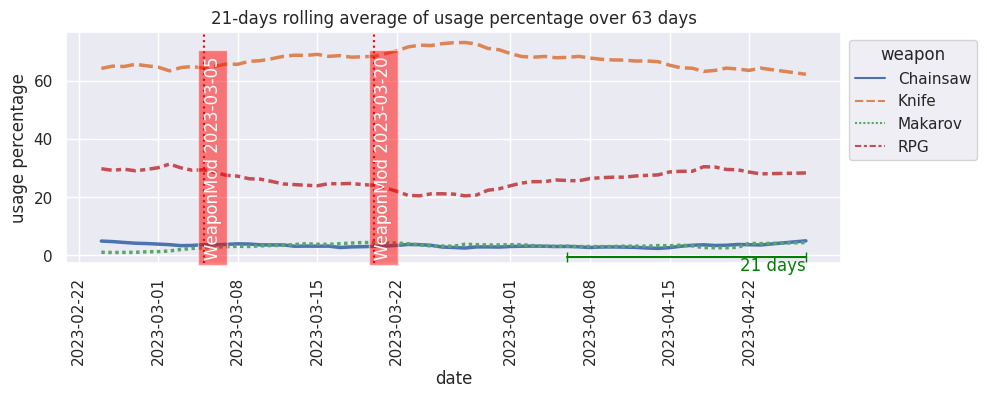 21-days rolling average of usage percentage over 63 days
usage percentage
60
40
20
0
WeaponMod 2023-03-05
WeaponMod 2023-03-20
21 days
2023-02-22
2023-03-01
2023-03-08
2023-03-15
2023-03-22
2023-04-01
2023-04-08
2023-04-15
2023-04-22
date
weapon
Chainsaw
Knife
Makarov
RPG